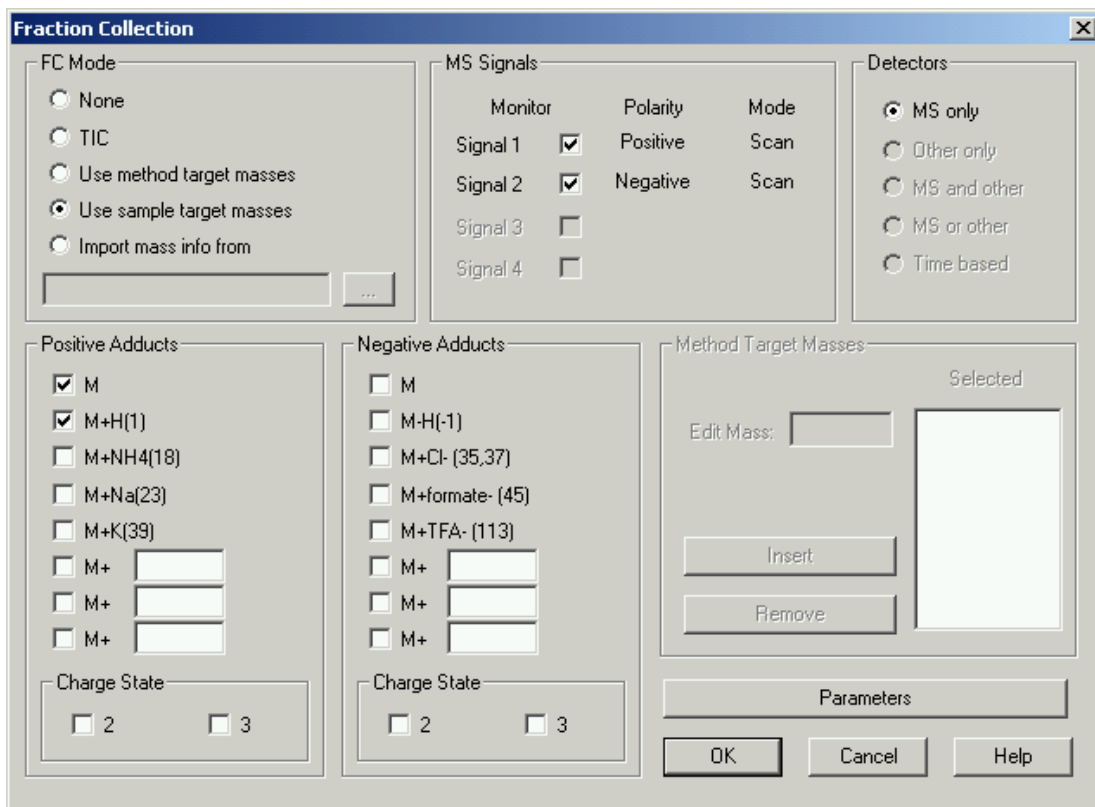 Fraction Collection
FC Mode
None
TIC
Use method target masses
Use sample target masses
Import mass info from
...
MS Signals
Monitor Polarity Mode
Signal 1 Positive Scan
Signal 2 Negative Scan
Signal 3
Signal 4
Detectors
MS only
Other only
MS and other
MS or other
Time based
Positive Adducts
M
M+H(1)
M+NH4(18)
M+Na(23)
M+K(39)
M+
M+
M+
Charge State
2 3
Negative Adducts
M
M-H(-1)
M+Cl- (35,37)
M+formate- (45)
M+TFA- (113)
M+
M+
M+
Charge State
2 3
Method Target Masses
Selected
Edit Mass:
Insert
Remove
Parameters
OK Cancel Help